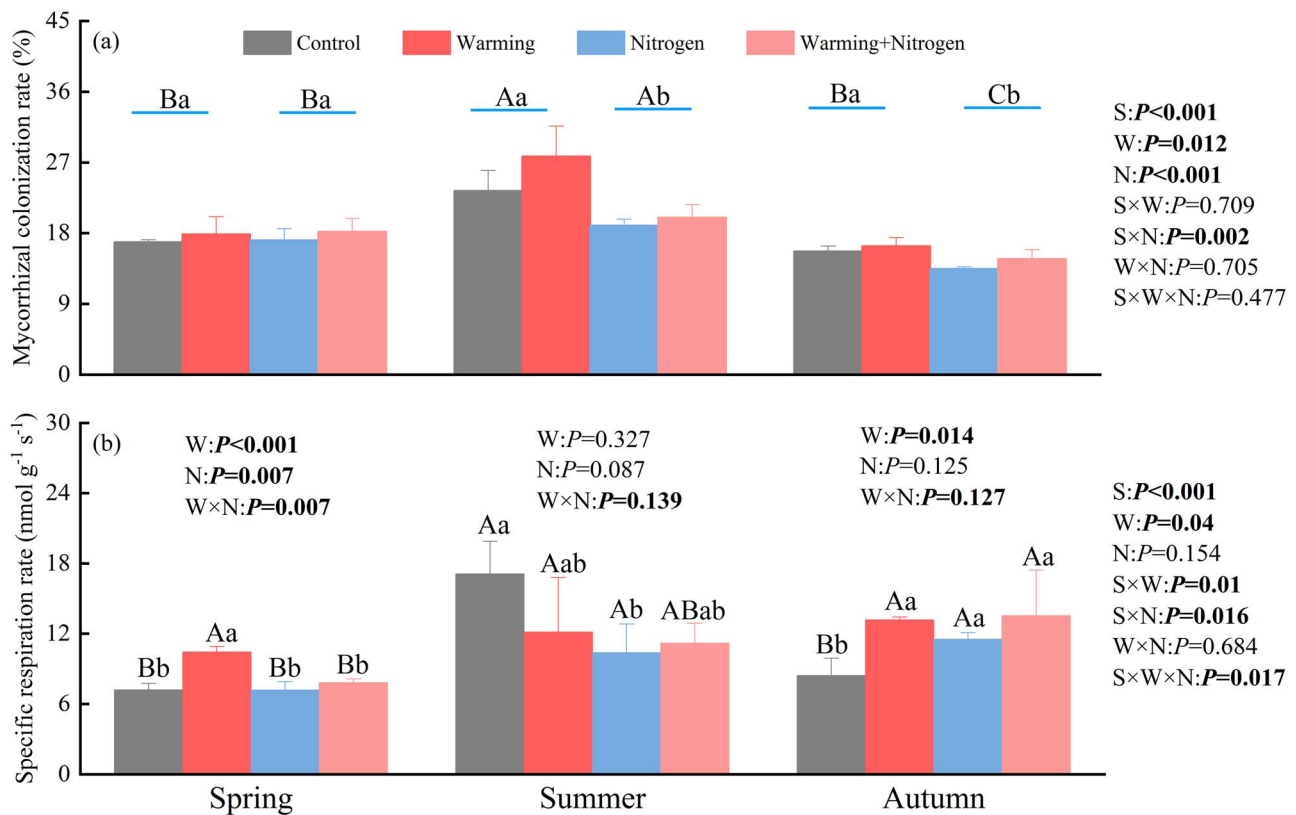 Mycorrhizal colonization rate (%)
45
36
27
18
9
0
(a)
Control
Warming
Nitrogen
Warming+Nitrogen
Ba
Ba
Aa
Ab
Ba
Cb
S:P<0.001
W:P=0.012
N:P<0.001
S×W:P=0.709
S×N:P=0.002
W×N:P=0.705
S×W×N:P=0.477
Specific respiration rate (nmol g⁻¹ s⁻¹)
30
24
18
12
6
0
(b)
W:P<0.001
N:P=0.007
W×N:P=0.007
W:P=0.327
N:P=0.087
W×N:P=0.139
W:P=0.014
N:P=0.125
W×N:P=0.127
Bb
Aa
Bb
Bb
Aa
Aab
Ab
ABab
Bb
Aa
Aa
Aa
S:P<0.001
W:P=0.04
N:P=0.154
S×W:P=0.01
S×N:P=0.016
W×N:P=0.684
S×W×N:P=0.017
Spring
Summer
Autumn